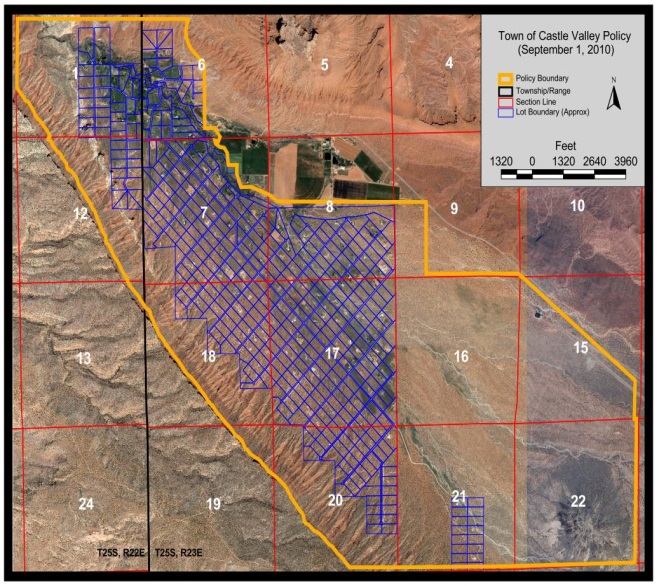 Town of Castle Valley Policy
(September 1, 2010)
Policy Boundary
Township/Range
Section Line
Lot Boundary (Approx)
N
Feet
1320 0 1320 2640 3960
1 6 5 4
12 7 8 9 10
13 18 17 16 15
24 19 20 21 22
T25S, R22E T25S, R23E